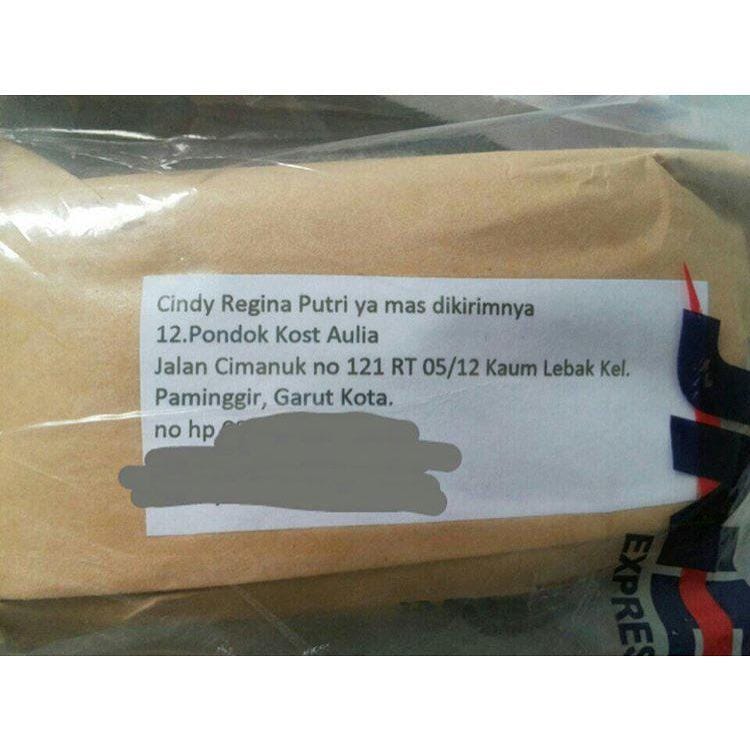 Cindy Regina Putri ya mas dikirimnya
12.Pondok Kost Aulia
Jalan Cimanuk no 121 RT 05/12 Kaum Lebak Kel.
Paminggir, Garut Kota.
no hp
JNE
EXPRES